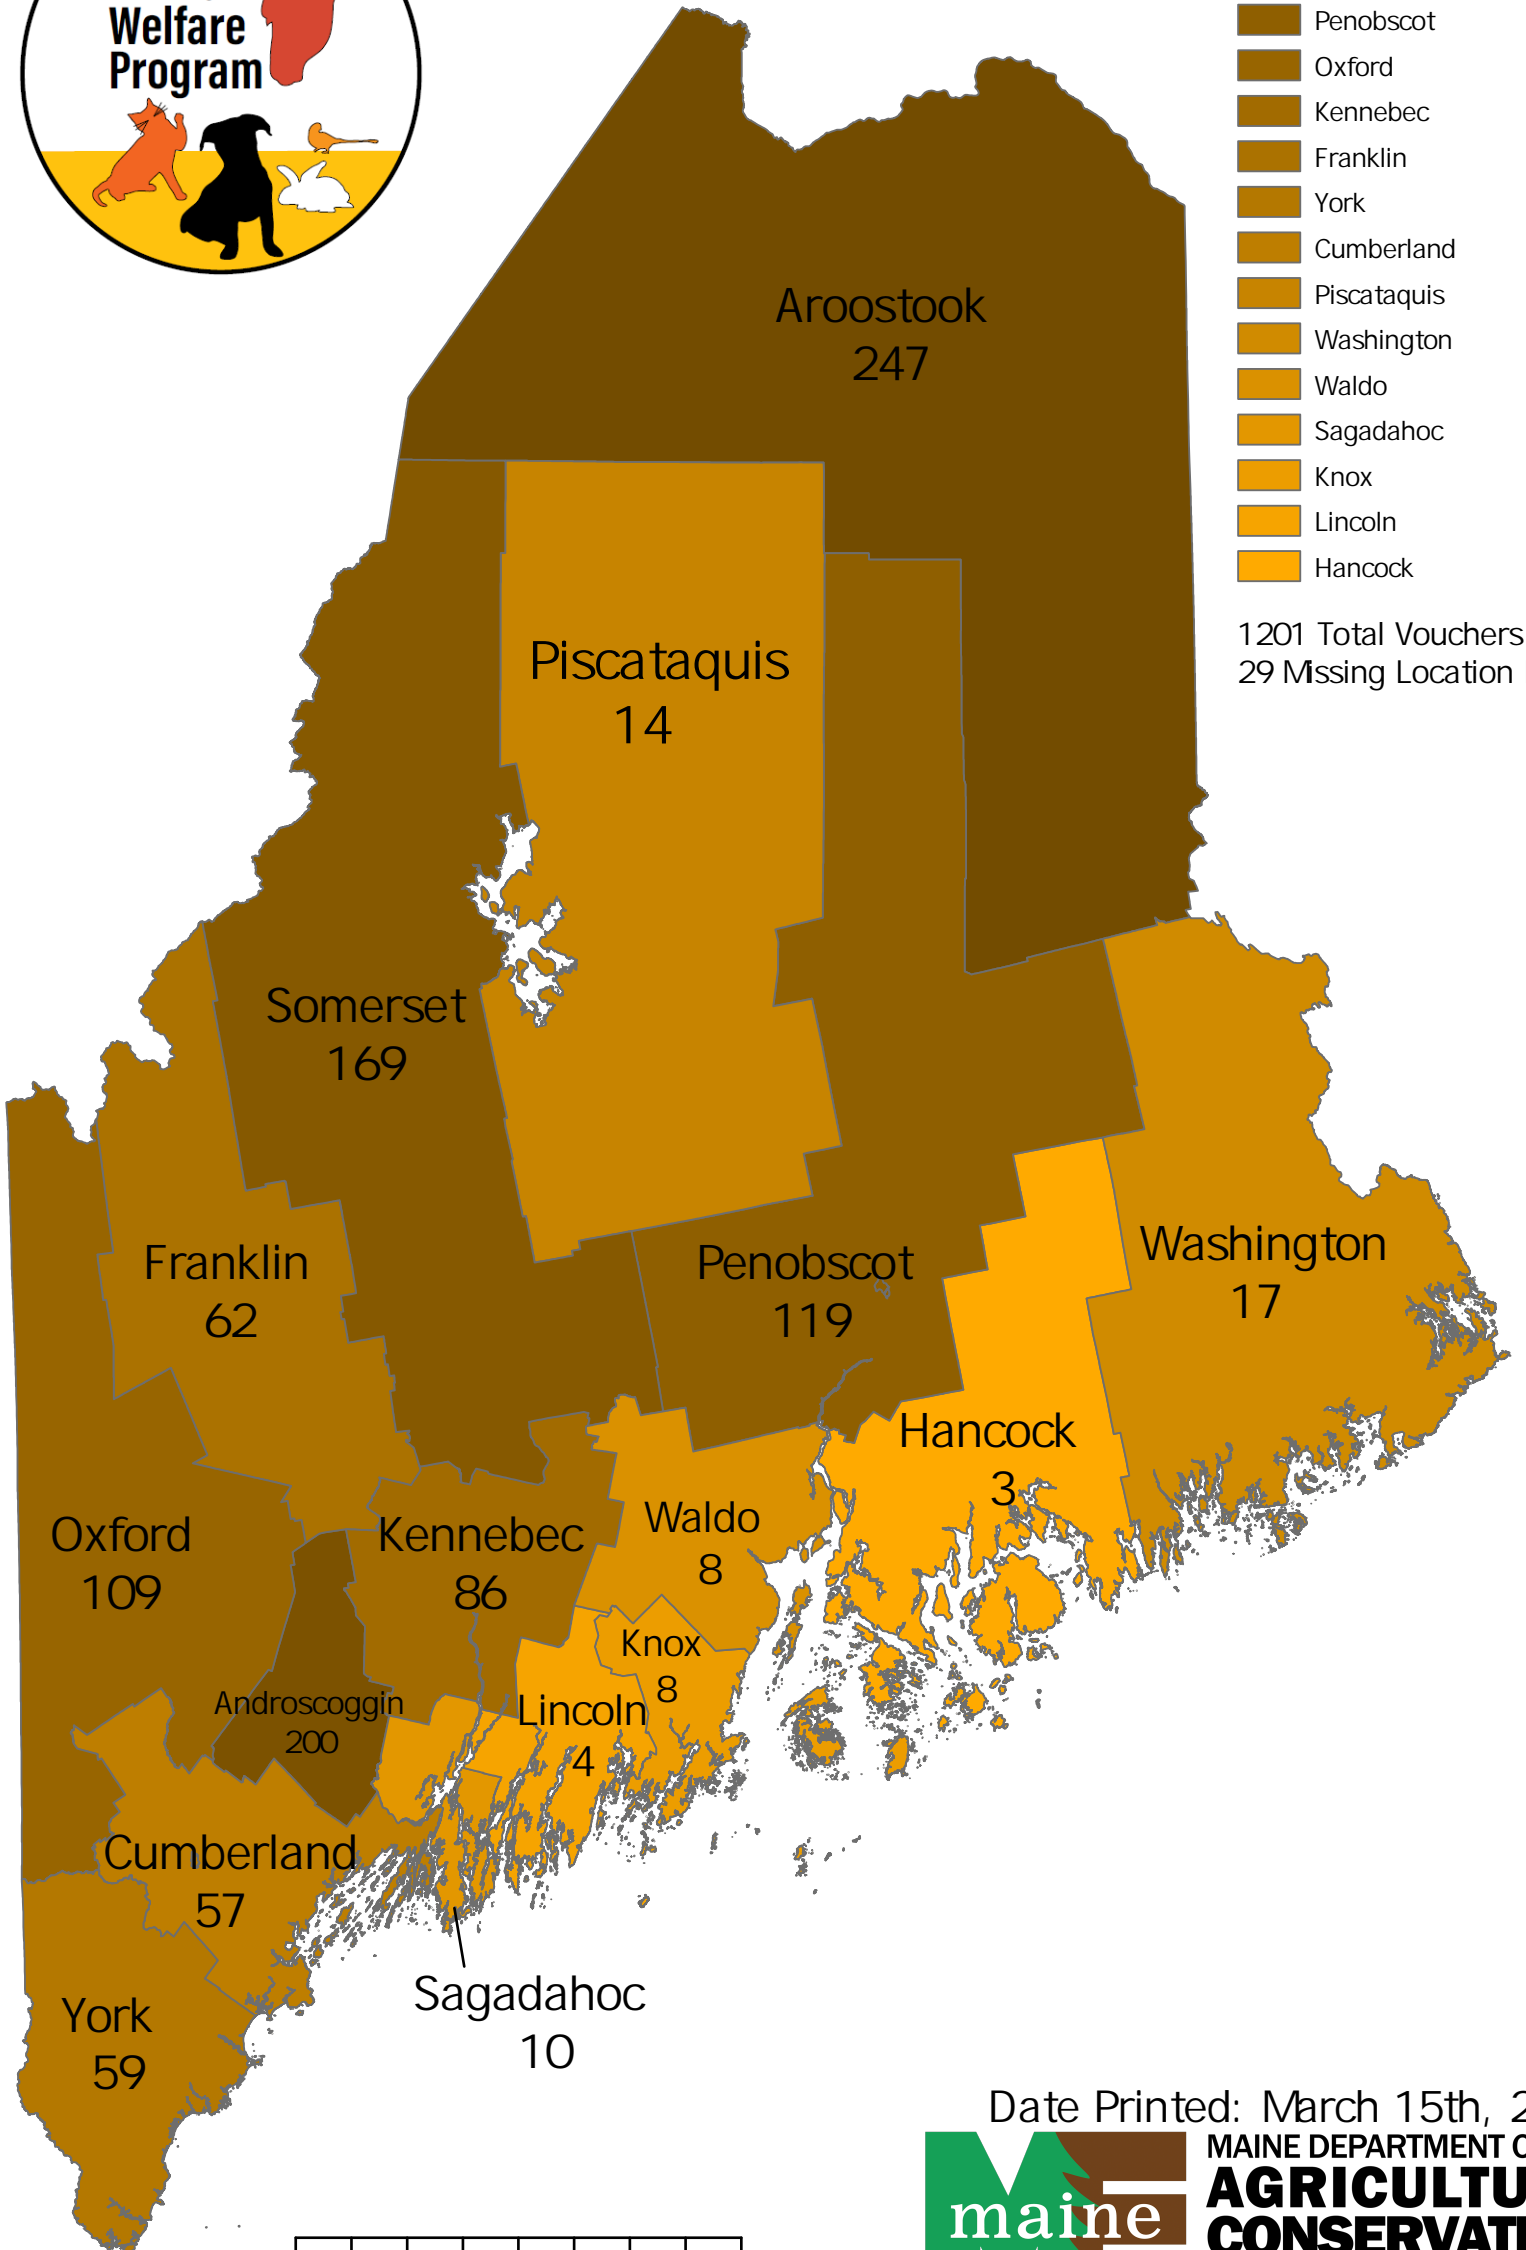 Welfare
Program
Penobscot
Oxford
Kennebec
Franklin
York
Cumberland
Piscataquis
Washington
Waldo
Sagadahoc
Knox
Lincoln
Hancock
1201 Total Vouchers
29 Missing Location
Aroostook
247
Piscataquis
14
Somerset
169
Franklin
62
Penobscot
119
Washington
17
Hancock
3
Oxford
109
Kennebec
86
Waldo
8
Knox
8
Androscoggin
200
Lincoln
4
Cumberland
57
Sagadahoc
10
York
59
Date Printed: March 15th, 2
MAINE DEPARTMENT
AGRICULTU
CONSERVAT
maine